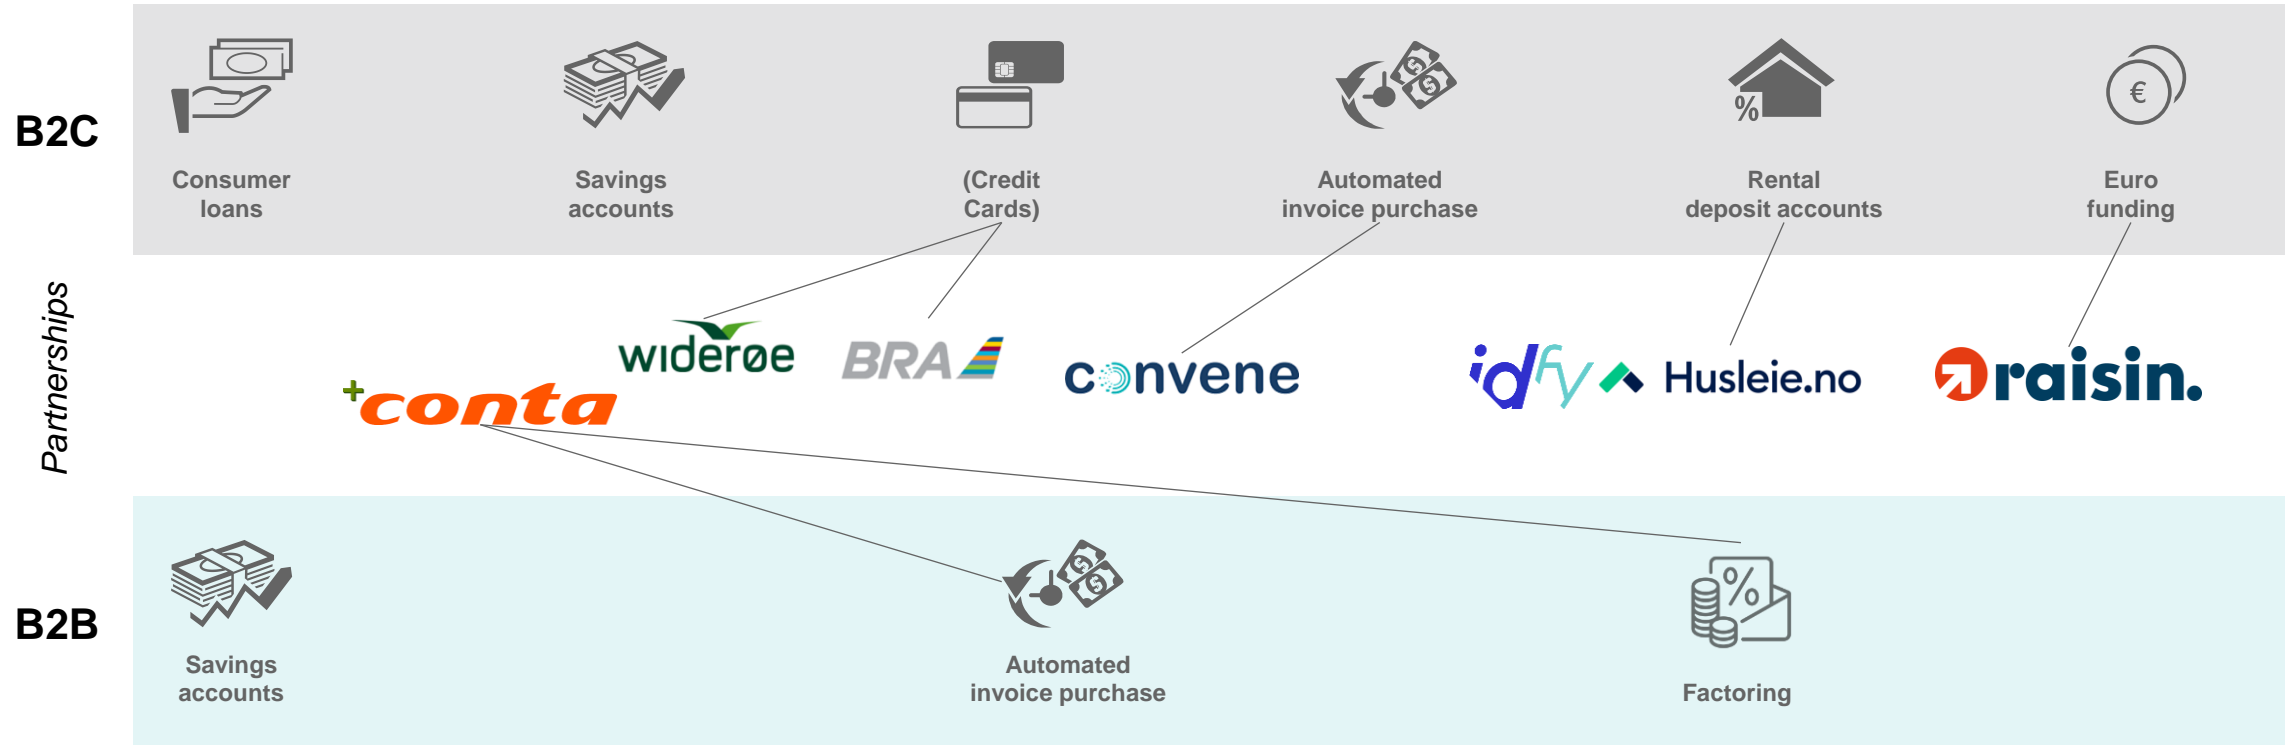 B2C
Consumer
loans
Savings
accounts
(Credit
Cards)
Automated
invoice purchase
%
Rental
deposit accounts
€
Euro
funding
Partnerships
+conta
widerøe
BRA
convene
idfy
Husleie.no
raisin.
B2B
Savings
accounts
Automated
invoice purchase
%
Factoring